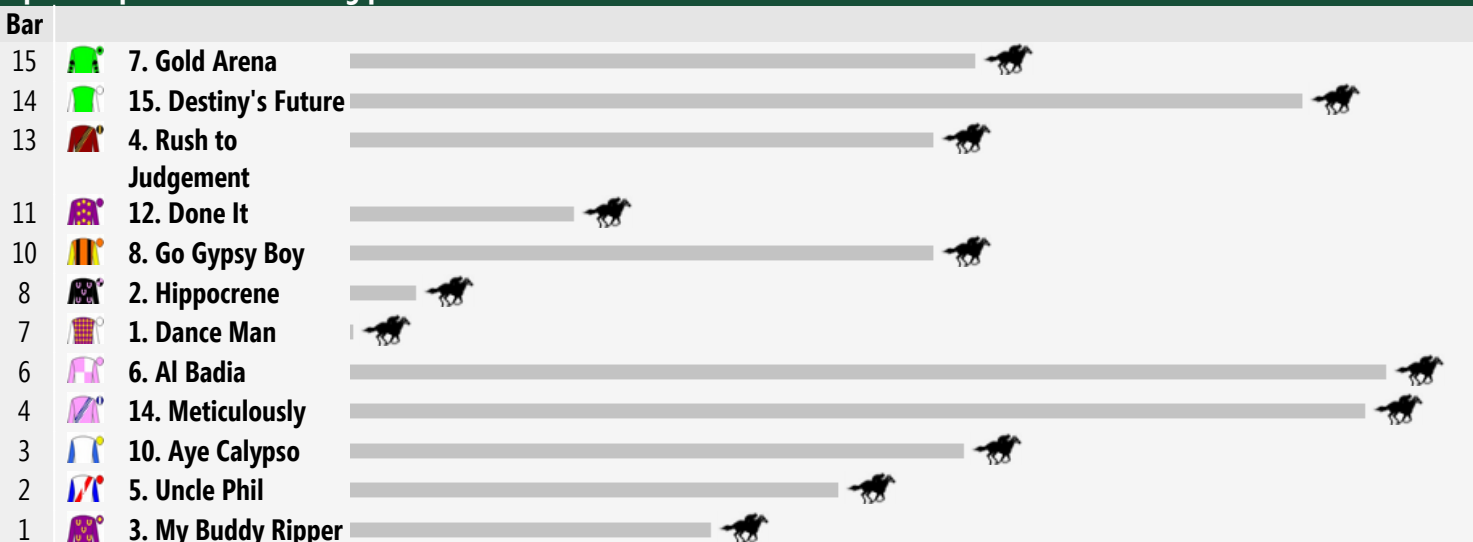 Bar
15 7. Gold Arena
14 15. Destiny's Future
13 4. Rush to
Judgement
11 12. Done It
10 8. Go Gypsy Boy
8 2. Hippocrene
7 1. Dance Man
6 6. Al Badia
4 14. Meticulously
3 10. Aye Calypso
2 5. Uncle Phil
1 3. My Buddy Ripper